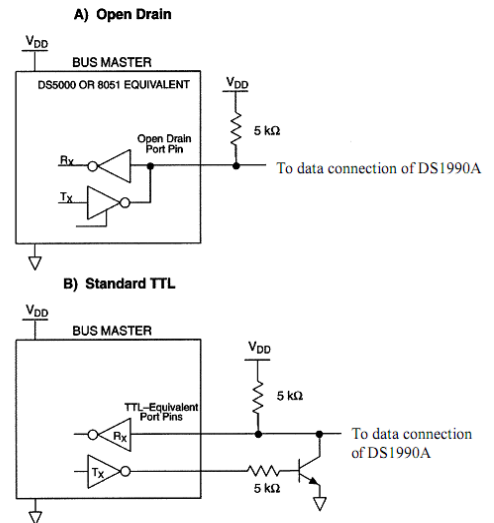 A) Open Drain
VDD
BUS MASTER
DS5000 OR 8051 EQUIVALENT
VDD
5 kΩ
Open Drain
Port Pin
RX
To data connection of DS1990A
TX
B) Standard TTL
VDD
BUS MASTER
VDD
5 kΩ
TTL–Equivalent
Port Pins
RX
To data connection
of DS1990A
TX
5 kΩ